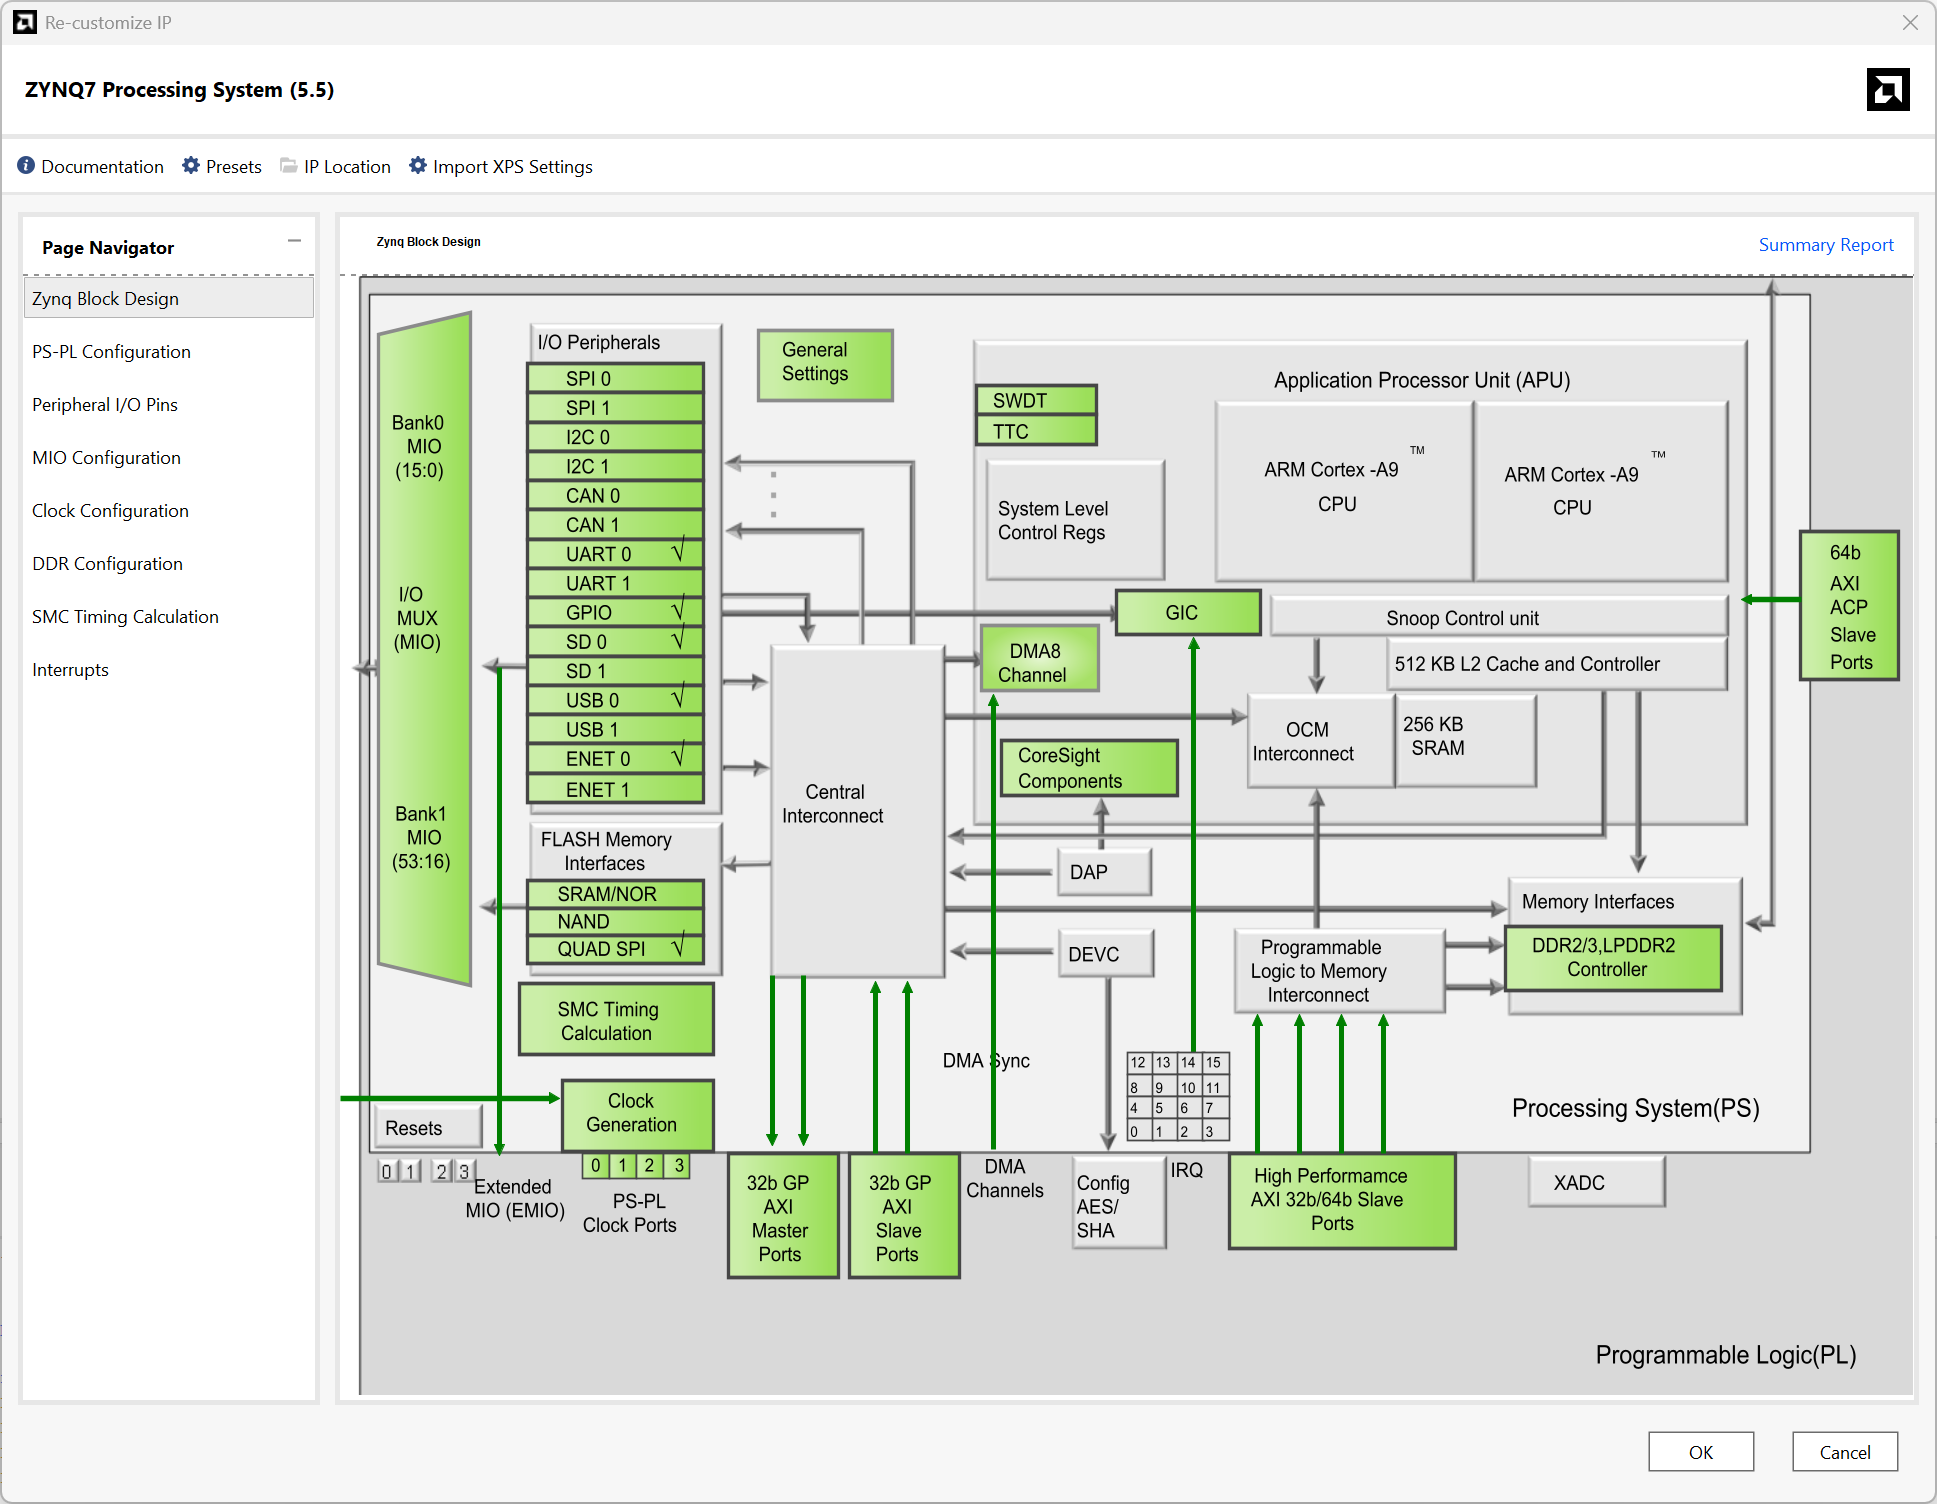 Re-customize IP
ZYNQ7 Processing System (5.5)
Documentation
Presets
IP Location
Import XPS Settings
Page Navigator
Zynq Block Design
PS-PL Configuration
Peripheral I/O Pins
MIO Configuration
Clock Configuration
DDR Configuration
SMC Timing Calculation
Interrupts
Zynq Block Design
Summary Report
Bank0
MIO
(15:0)
I/O
MUX
(MIO)
Bank1
MIO
(53:16)
I/O Peripherals
SPI 0
SPI 1
I2C 0
I2C 1
CAN 0
CAN 1
UART 0 √
UART 1
GPIO √
SD 0 √
SD 1
USB 0 √
USB 1
ENET 0 √
ENET 1
FLASH Memory
Interfaces
SRAM/NOR
NAND
QUAD SPI √
SMC Timing
Calculation
General
Settings
Application Processor Unit (APU)
SWDT
TTC
System Level
Control Regs
ARM Cortex -A9 TM
CPU
ARM Cortex -A9 TM
CPU
GIC
Snoop Control unit
DMA8
Channel
512 KB L2 Cache and Controller
OCM
Interconnect
256 KB
SRAM
CoreSight
Components
Central
Interconnect
DAP
DEVC
Memory Interfaces
DDR2/3,LPDDR2
Controller
Programmable
Logic to Memory
Interconnect
64b
AXI
ACP
Slave
Ports
DMA Sync
12 13 14 15
8 9 10 11
4 5 6 7
0 1 2 3
Processing System(PS)
Clock
Generation
Resets
0 1 2 3
0 1 2 3
Extended
MIO (EMIO)
PS-PL
Clock Ports
32b GP
AXI
Master
Ports
32b GP
AXI
Slave
Ports
DMA
Channels
Config
AES/
SHA
IRQ
High Performamce
AXI 32b/64b Slave
Ports
XADC
Programmable Logic(PL)
OK
Cancel